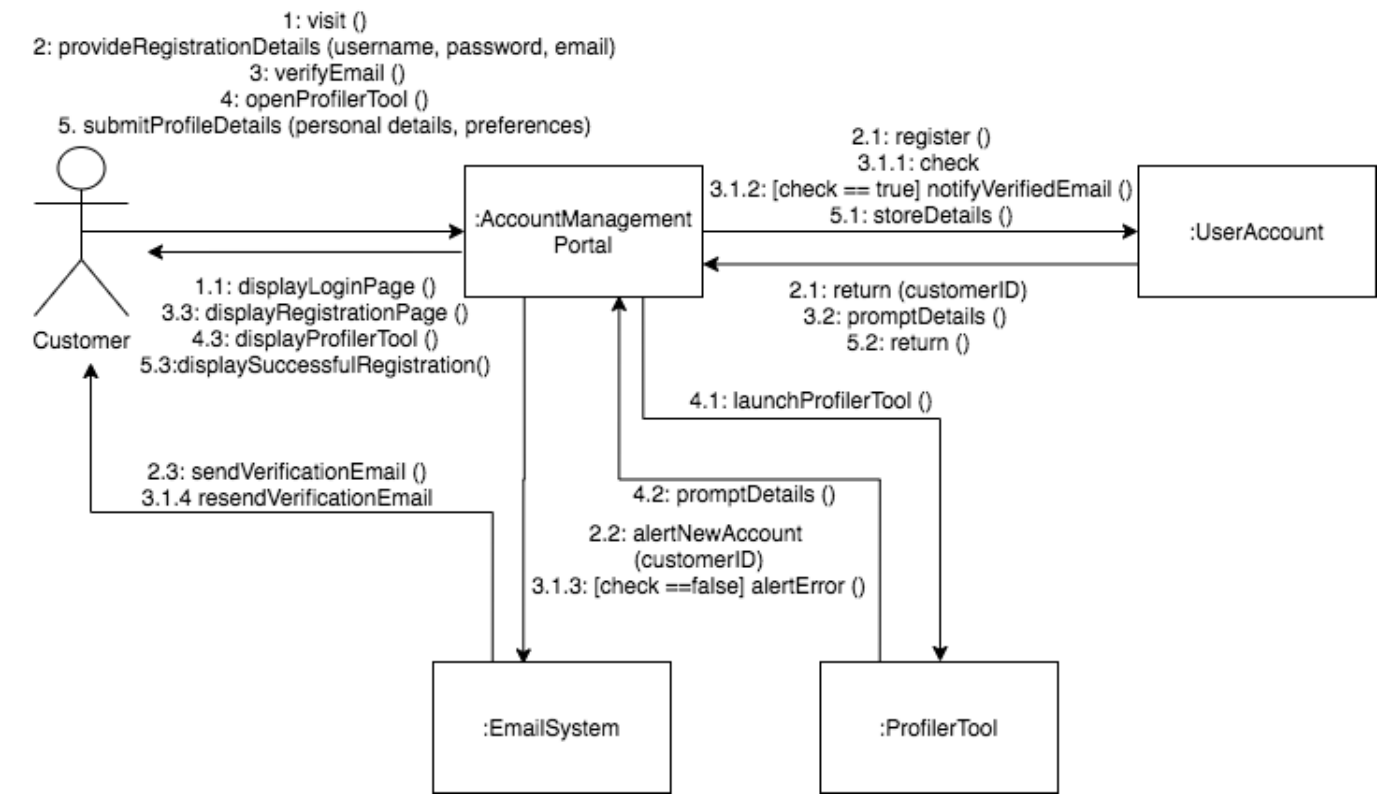 1: visit ()
2: provideRegistrationDetails (username, password, email)
3: verifyEmail ()
4: openProfilerTool ()
5. submitProfileDetails (personal details, preferences)
2.1: register ()
3.1.1: check
3.1.2: [check == true] notifyVerifiedEmail ()
5.1: storeDetails ()
:AccountManagement
Portal
:UserAccount
1.1: displayLoginPage ()
3.3: displayRegistrationPage ()
4.3: displayProfilerTool ()
5.3:displaySuccessfulRegistration()
Customer
2.1: return (customerID)
3.2: promptDetails ()
5.2: return ()
4.1: launchProfilerTool ()
2.3: sendVerificationEmail ()
3.1.4 resendVerificationEmail
4.2: promptDetails ()
2.2: alertNewAccount
(customerID)
3.1.3: [check ==false] alertError ()
:EmailSystem
:ProfilerTool